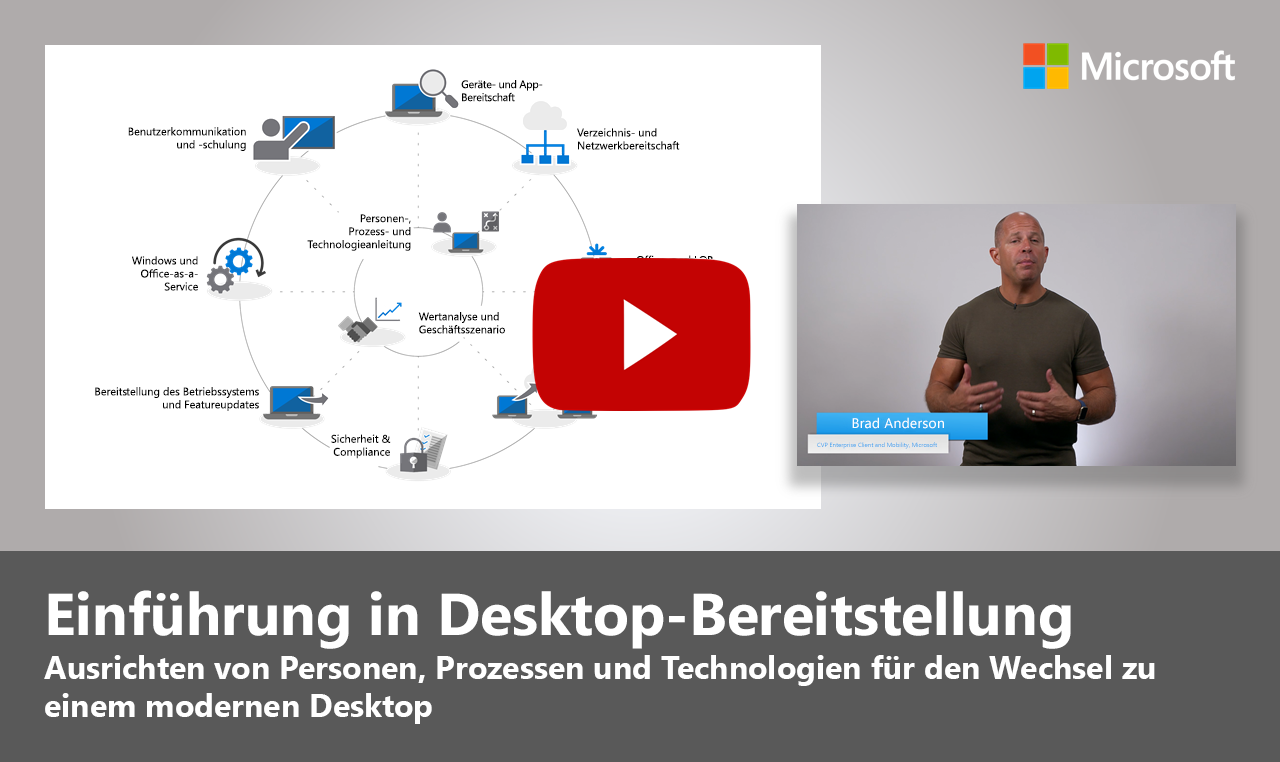 Microsoft
Geräte- und App-
Bereitschaft
Benutzerkommunikation
und -schulung
Verzeichnis- und
Netzwerkbereitschaft
Personen-,
Prozess- und
Technologieanleitung
Windows und
Office-as-a-
Service
Wertanalyse und
Geschäftsszenario
Bereitstellung des Betriebssystems
und Featureupdates
Sicherheit &
Compliance
Brad Anderson
CVP Enterprise Client and Mobility, Microsoft
Einführung in Desktop-Bereitstellung
Ausrichten von Personen, Prozessen und Technologien für den Wechsel zu
einem modernen Desktop